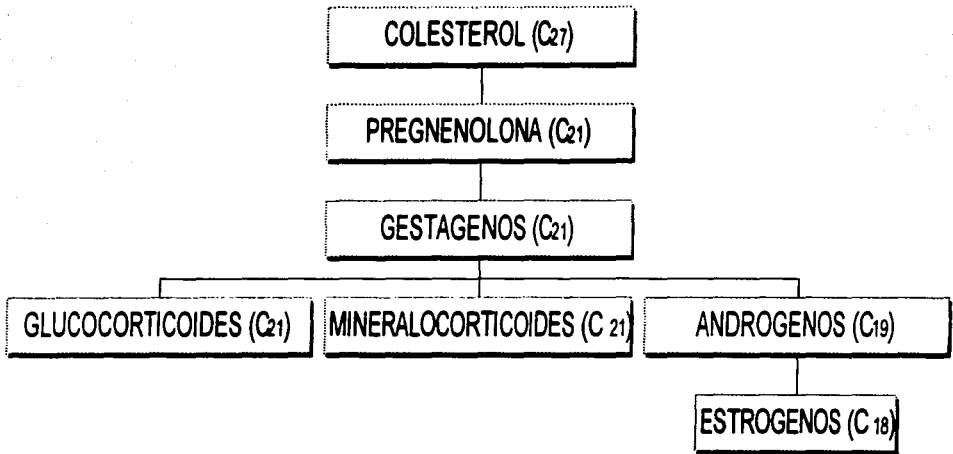 COLESTEROL (C27)
PREGNENOLONA (C21)
GESTAGENOS (C21)
GLUCOCORTICOIDES (C21)
MINERALOCORTICOIDES (C 21)
ANDROGENOS (C19)
ESTROGENOS (C 18)